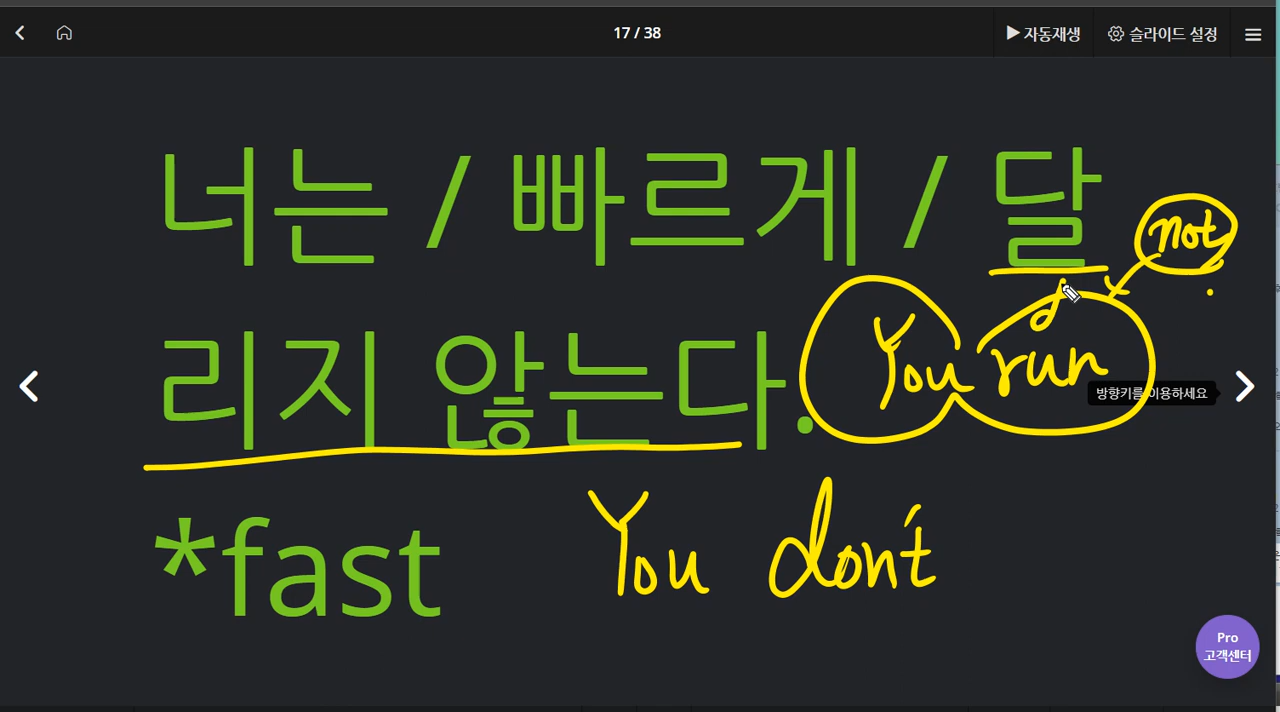 17 / 38
▶ 자동재생
슬라이드 설정
너는 / 빠르게 / 달
리지 않는다.
not
You run
방향키를 이용하세요
*fast
You don't
Pro
고객센터